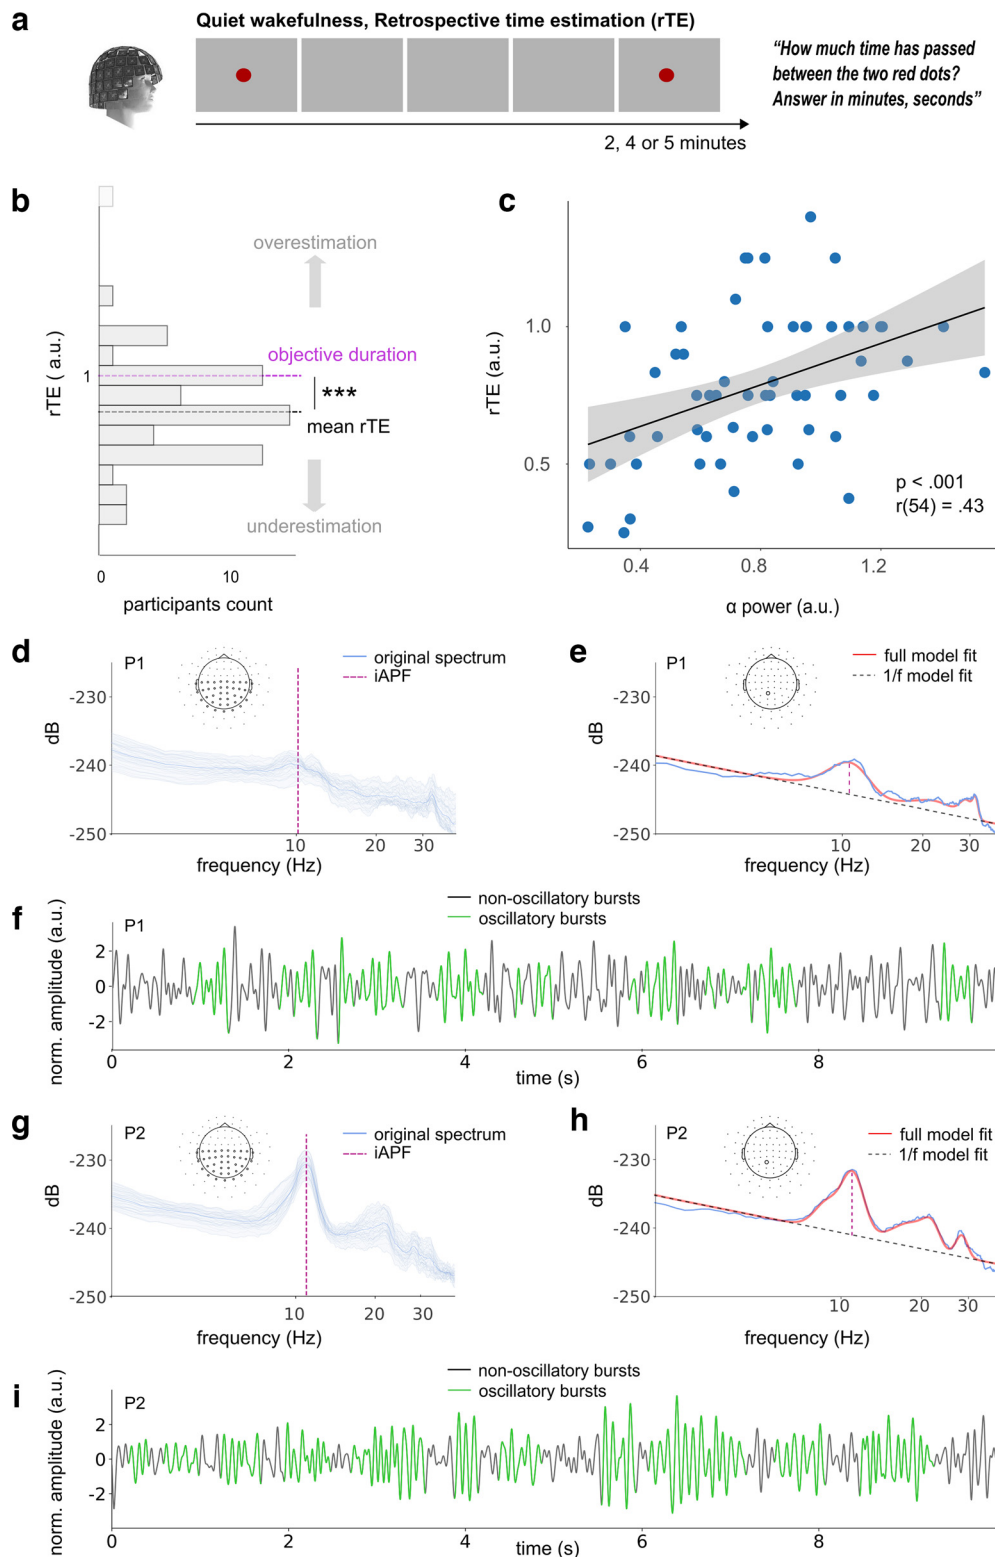 a
Quiet wakefulness, Retrospective time estimation (rTE)
“How much time has passed
between the two red dots?
Answer in minutes, seconds”
2, 4 or 5 minutes
b
overestimation
objective duration
1
***
mean rTE
underestimation
rTE ( a.u.)
0
10
participants count
c
rTE (a.u.)
1.0
0.5
p < .001
r(54) = .43
0.4
0.8
1.2
α power (a.u.)
d
P1
original spectrum
iAPF
dB
-230
-240
-250
10
20
30
frequency (Hz)
e
P1
full model fit
1/f model fit
dB
-230
-240
-250
10
20
30
frequency (Hz)
f
non-oscillatory bursts
oscillatory bursts
P1
norm. amplitude (a.u.)
2
0
-2
0
2
4
6
8
time (s)
g
P2
original spectrum
iAPF
dB
-230
-240
-250
10
20
30
frequency (Hz)
h
P2
full model fit
1/f model fit
dB
-230
-240
-250
10
20
30
frequency (Hz)
i
non-oscillatory bursts
oscillatory bursts
P2
norm. amplitude (a.u.)
2
0
-2
0
2
4
6
8
time (s)